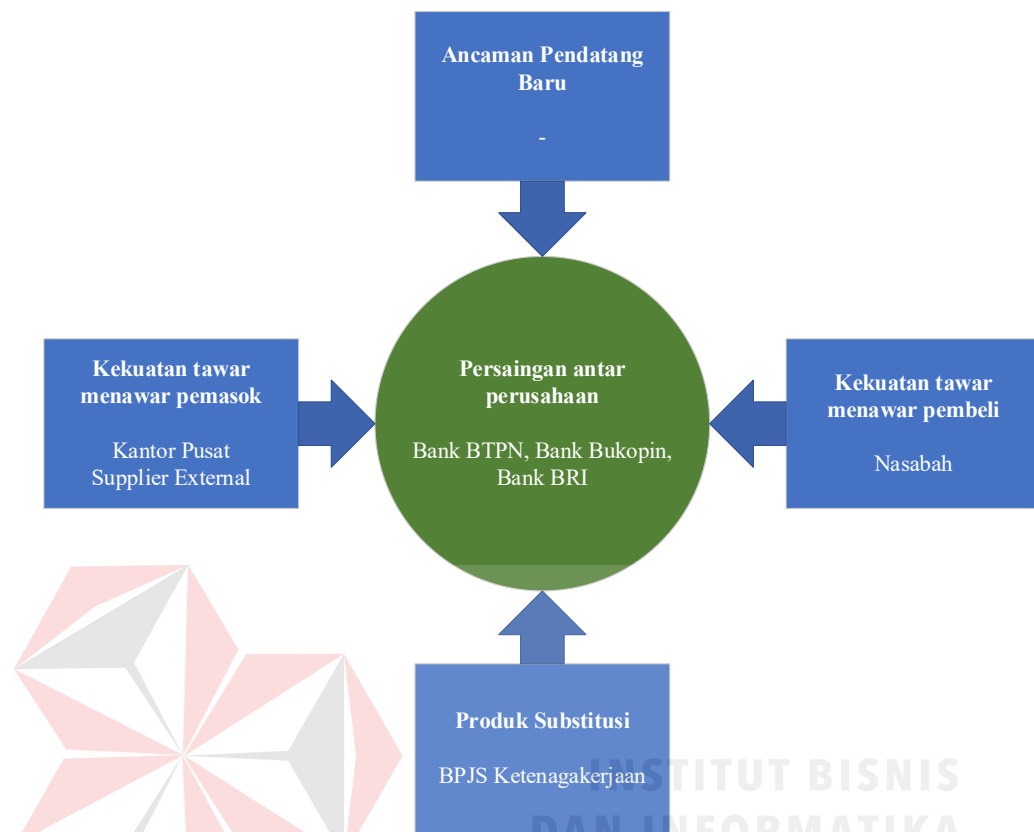 Ancaman Pendatang
Baru
-
Kekuatan tawar
menawar pemasok
Kantor Pusat
Supplier External
Persaingan antar
perusahaan
Bank BTPN, Bank Bukopin,
Bank BRI
Kekuatan tawar
menawar pembeli
Nasabah
Produk Substitusi
BPJS Ketenagakerjaan
INSTITUT BISNIS
DAN INFORMATIKA